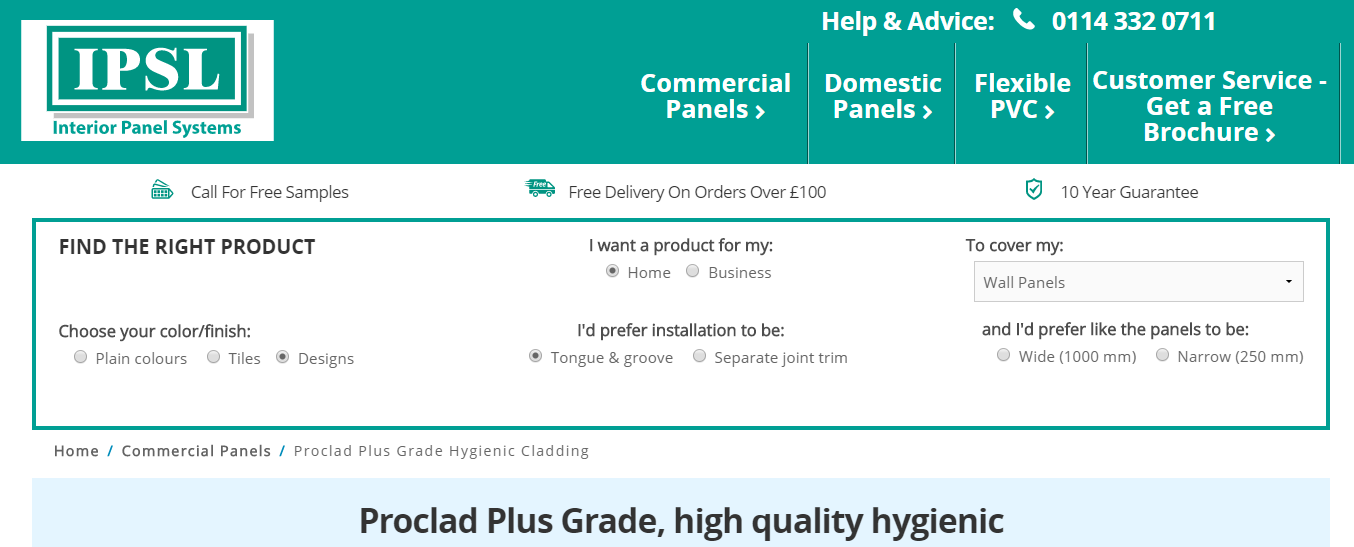 Help & Advice: 0114 332 0711
IPSL
Interior Panel Systems
Commercial
Panels
Domestic
Panels
Flexible
PVC
Customer Service -
Get a Free
Brochure
Call For Free Samples
Free
Free Delivery On Orders Over £100
10 Year Guarantee
FIND THE RIGHT PRODUCT
I want a product for my:
Home Business
To cover my:
Wall Panels
Choose your color/finish:
Plain colours Tiles Designs
I'd prefer installation to be:
Tongue & groove Separate joint trim
and I'd prefer like the panels to be:
Wide (1000 mm) Narrow (250 mm)
Home / Commercial Panels / Proclad Plus Grade Hygienic Cladding
Proclad Plus Grade, high quality hygienic